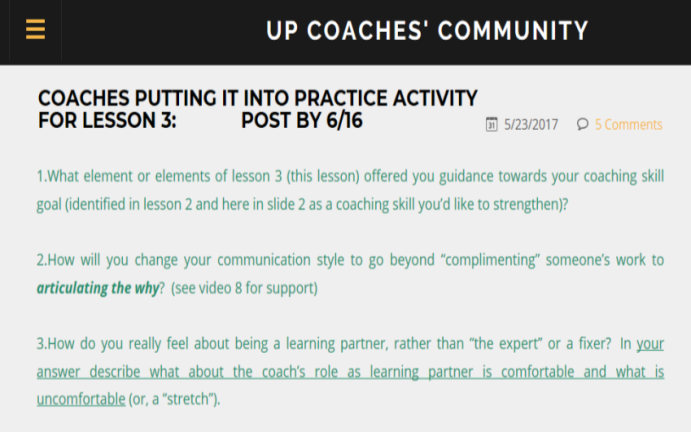 UP COACHES' COMMUNITY
COACHES PUTTING IT INTO PRACTICE ACTIVITY
FOR LESSON 3: POST BY 6/16
31 5/23/2017 5 Comments
1.What element or elements of lesson 3 (this lesson) offered you guidance towards your coaching skill
goal (identified in lesson 2 and here in slide 2 as a coaching skill you'd like to strengthen)?
2.How will you change your communication style to go beyond "complimenting" someone's work to
articulating the why? (see video 8 for support)
3.How do you really feel about being a learning partner, rather than "the expert" or a fixer? In your
answer describe what about the coach's role as learning partner is comfortable and what is
uncomfortable (or, a "stretch").